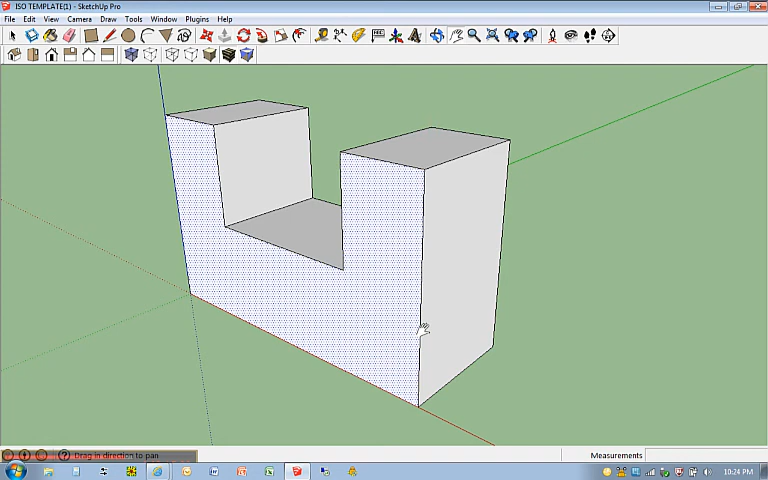 ISO TEMPLATE(1) - SketchUp Pro
File Edit View Camera Draw Tools Window Plugins Help
Drag in direction to pan Measurements
10:24 PM